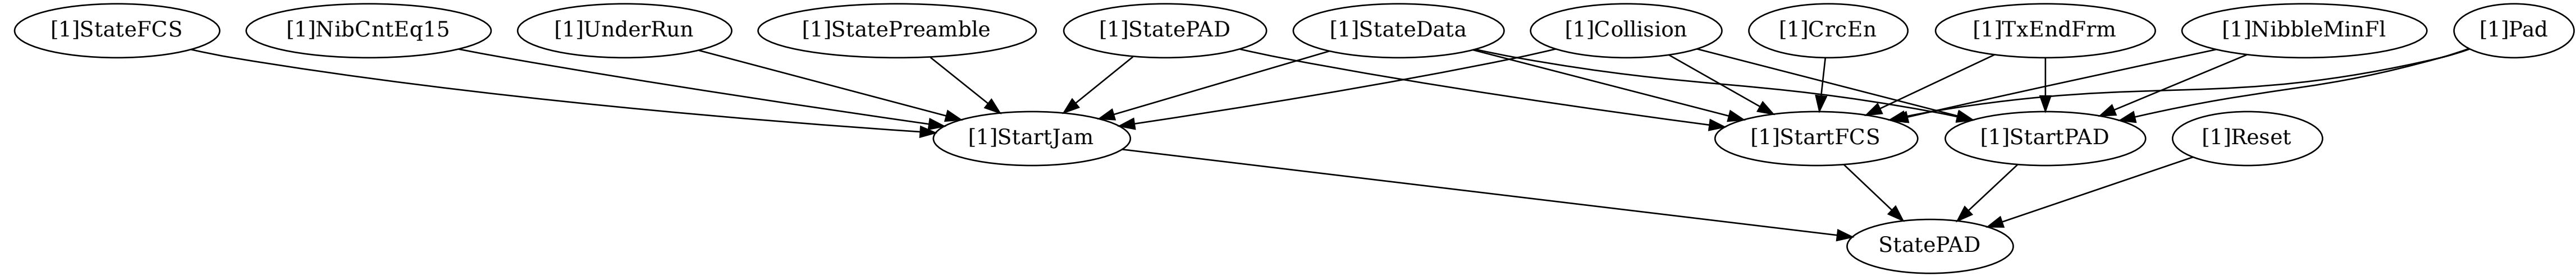 [1]StateFCS
[1]NibCntEq15
[1]UnderRun
[1]StatePreamble
[1]StatePAD
[1]StateData
[1]Collision
[1]CrcEn
[1]TxEndFrm
[1]NibbleMinFl
[1]Pad
[1]StartJam
[1]StartFCS
[1]StartPAD
[1]Reset
StatePAD